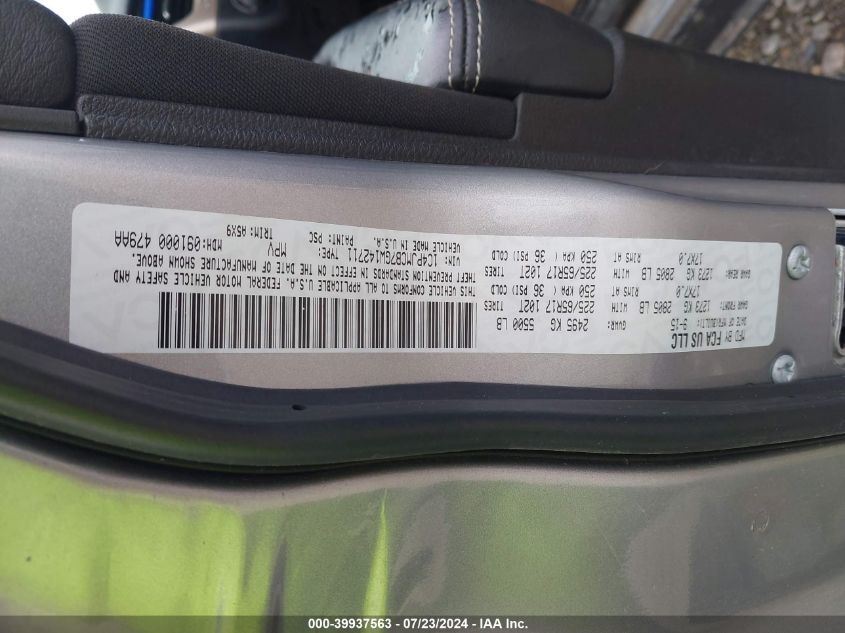 MFD BY FCA US LLC
DATE OF MFR/BUILT: 9-15 GVWR: 2495 KG 5500 LB
GAWR FRONT: 1273 KG 2805 LB WITH 225/65R17 102T TIRES
17X7.0 RIMS AT 250 KPA ( 36 PSI) COLD
GAWR REAR: 1273 KG 2805 LB WITH 225/65R17 102T TIRES
17X7.0 RIMS AT 250 KPA ( 36 PSI) COLD
THIS VEHICLE CONFORMS TO ALL APPLICABLE U.S.A. FEDERAL MOTOR VEHICLE SAFETY AND
THEFT PREVENTION STANDARDS IN EFFECT ON THE DATE OF MANUFACTURE SHOWN ABOVE.
VIN: 1C4PJMCB7GW142711 TYPE: MPV MDH: 091000 479AA
VEHICLE MADE IN U.S.A. PAINT: PSC TRIM: A5X9
000-39937563 / 07/23/2024 - IAA Inc.